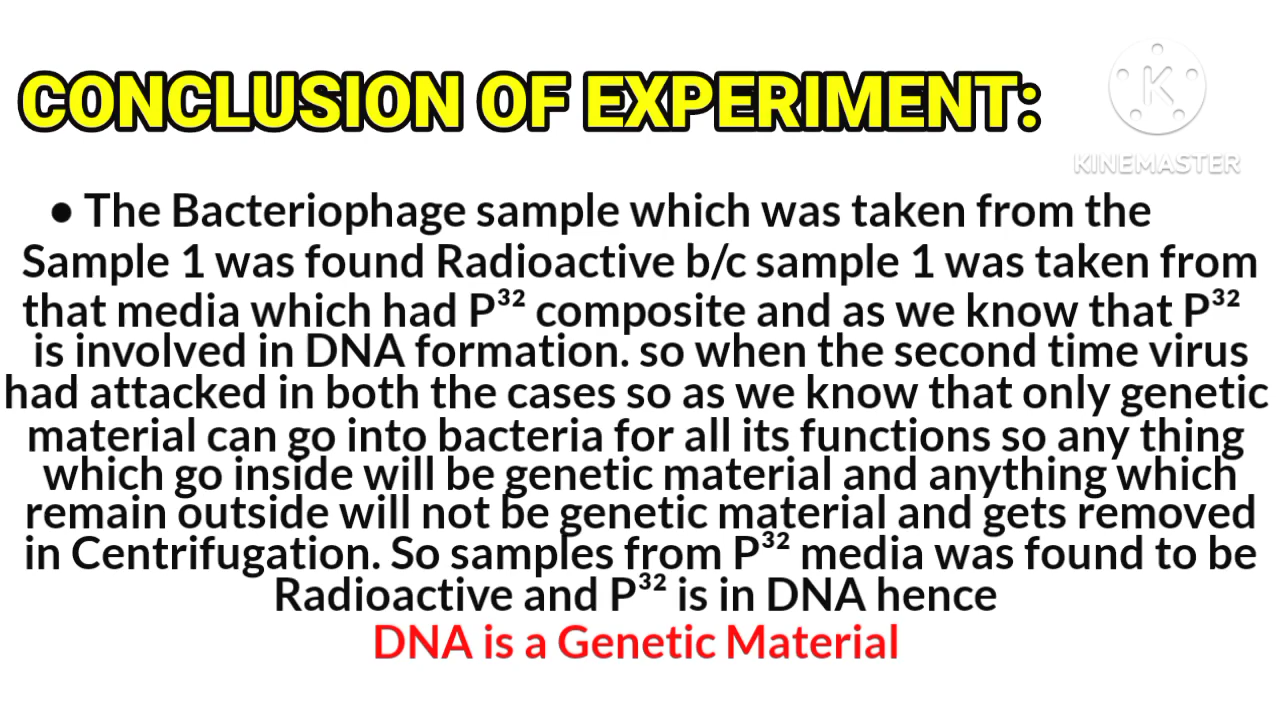 CONCLUSION OF EXPERIMENT:
K
KINEMASTER
• The Bacteriophage sample which was taken from the
Sample 1 was found Radioactive b/c sample 1 was taken from
that media which had P³² composite and as we know that P³²
is involved in DNA formation. so when the second time virus
had attacked in both the cases so as we know that only genetic
material can go into bacteria for all its functions so any thing
which go inside will be genetic material and anything which
remain outside will not be genetic material and gets removed
in Centrifugation. So samples from P³² media was found to be
Radioactive and P³² is in DNA hence
DNA is a Genetic Material